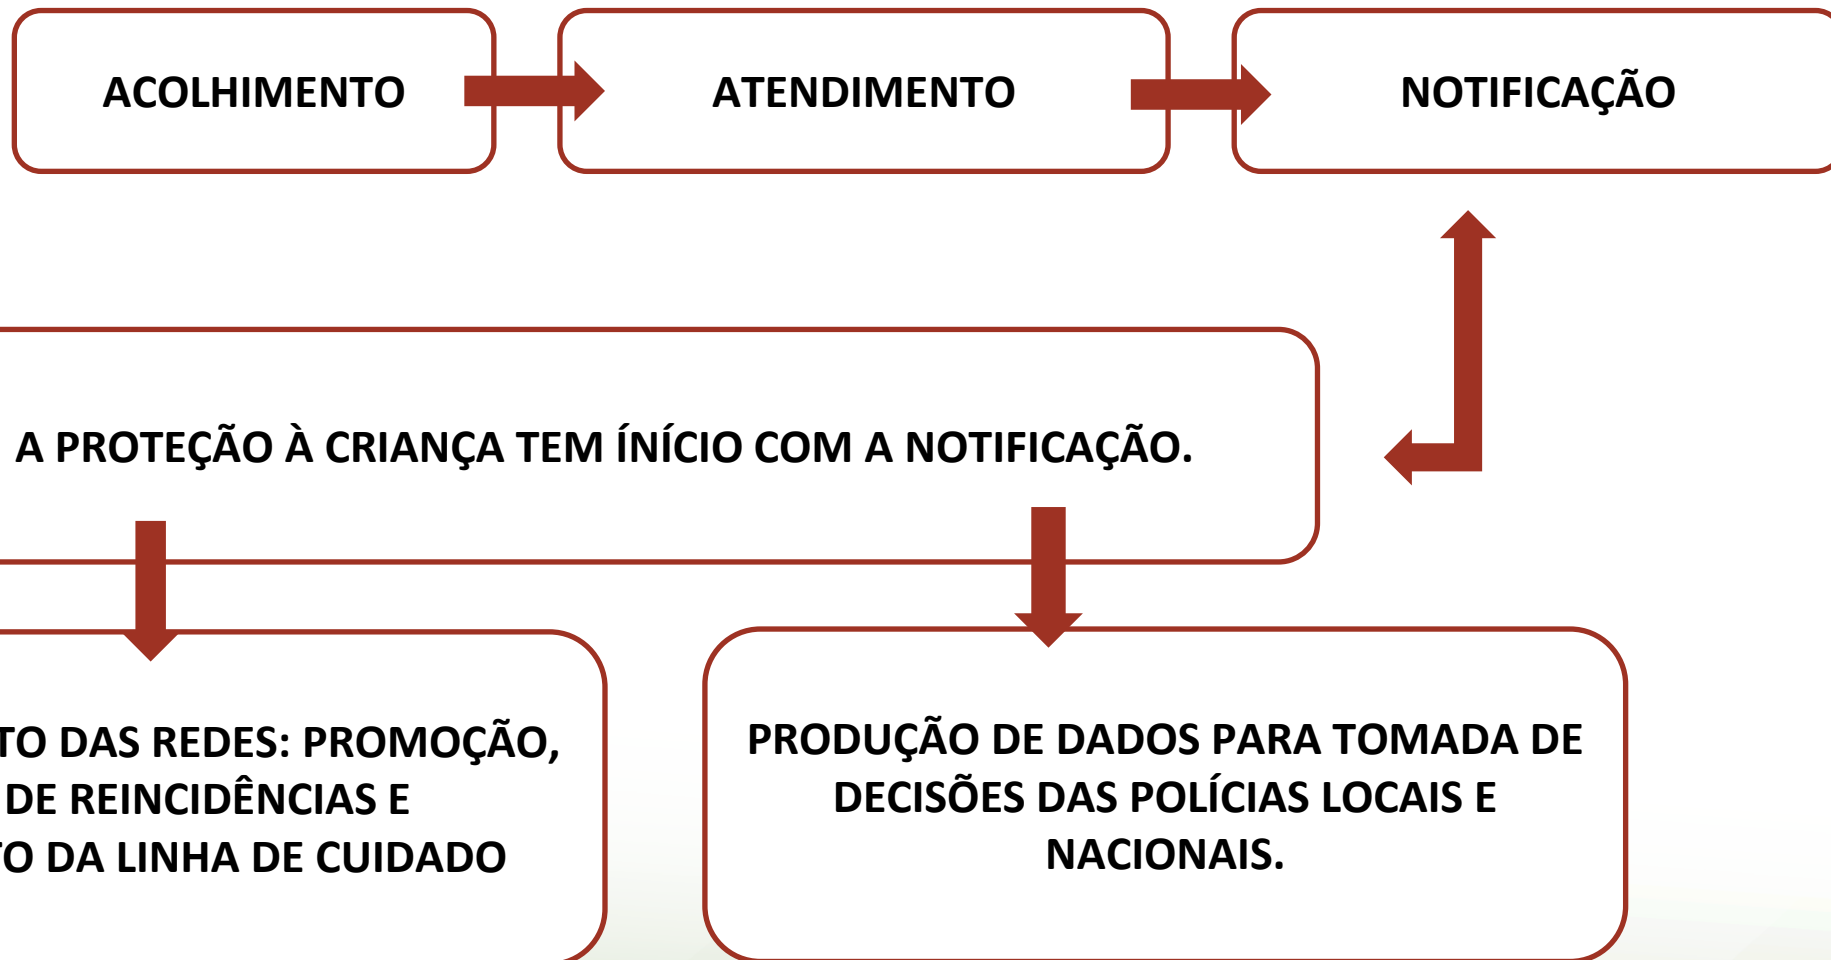 ACOLHIMENTO
ATENDIMENTO
NOTIFICAÇÃO
A PROTEÇÃO À CRIANÇA TEM ÍNÍCIO COM A NOTIFICAÇÃO.
TO DAS REDES: PROMOÇÃO,
DE REINCIDÊNCIAS E
TO DA LINHA DE CUIDADO
PRODUÇÃO DE DADOS PARA TOMADA DE
DECISÕES DAS POLÍCIAS LOCAIS E
NACIONAIS.